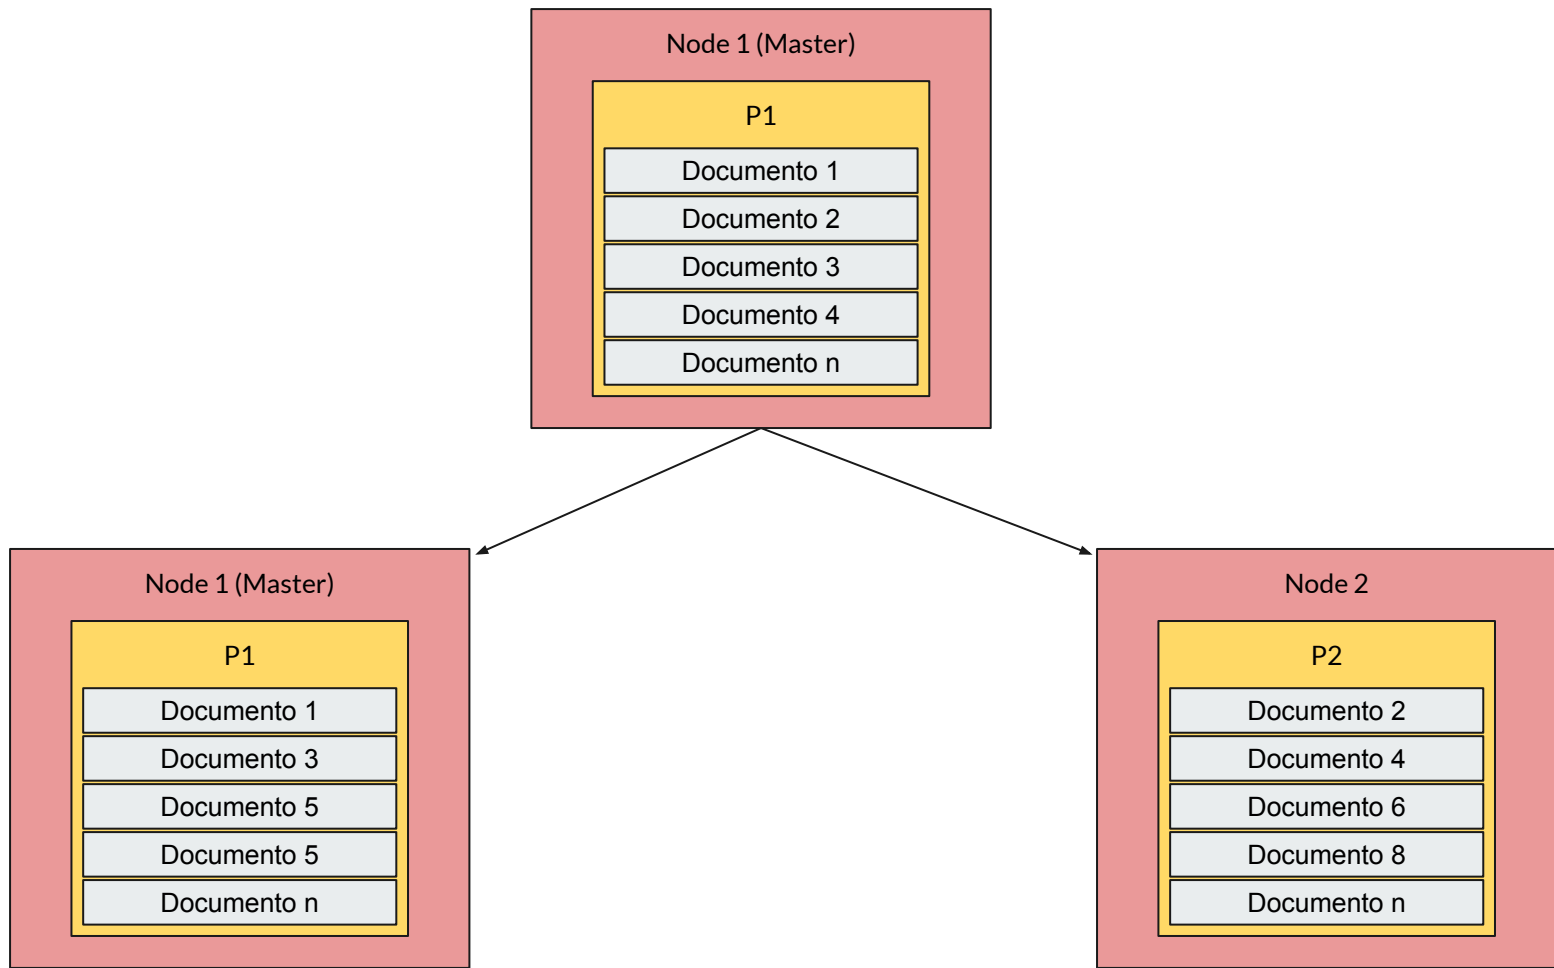 Node 1 (Master)
P1
Documento 1
Documento 2
Documento 3
Documento 4
Documento n
Node 1 (Master)
P1
Documento 1
Documento 3
Documento 5
Documento 5
Documento n
Node 2
P2
Documento 2
Documento 4
Documento 6
Documento 8
Documento n